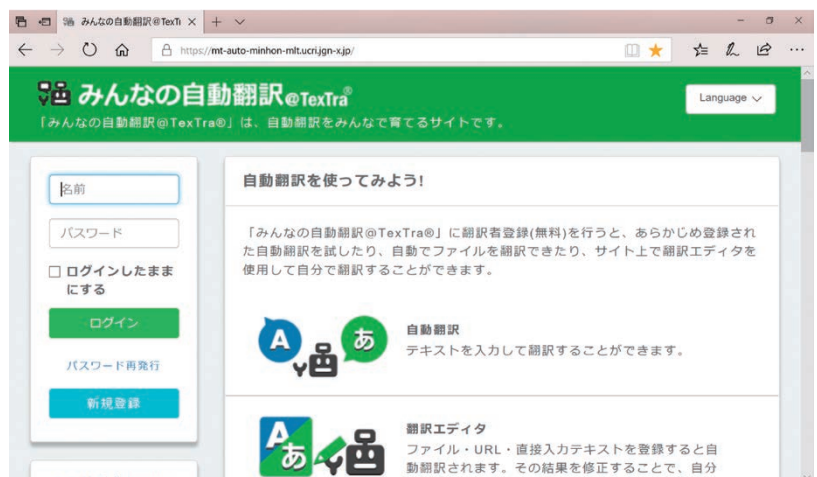 みんなの自動翻訳@TexTr
https://mt-auto-minhon-mlt.ucri.jgn-x.jp/
みんなの自動翻訳@TexTra®
「みんなの自動翻訳@TexTra®」は、自動翻訳をみんなで育てるサイトです。
Language
名前
パスワード
ログインしたまま
にする
ログイン
パスワード再発行
新規登録
自動翻訳を使ってみよう!
「みんなの自動翻訳@TexTra®」に翻訳者登録(無料)を行うと、あらかじめ登録され
た自動翻訳を試したり、自動でファイルを翻訳できたり、サイト上で翻訳エディタを
使用して自分で翻訳することができます。
A あ
自動翻訳
テキストを入力して翻訳することができます。
A あ
翻訳エディタ
ファイル・URL・直接入力テキストを登録すると自
動翻訳されます。その結果を修正することで、自分